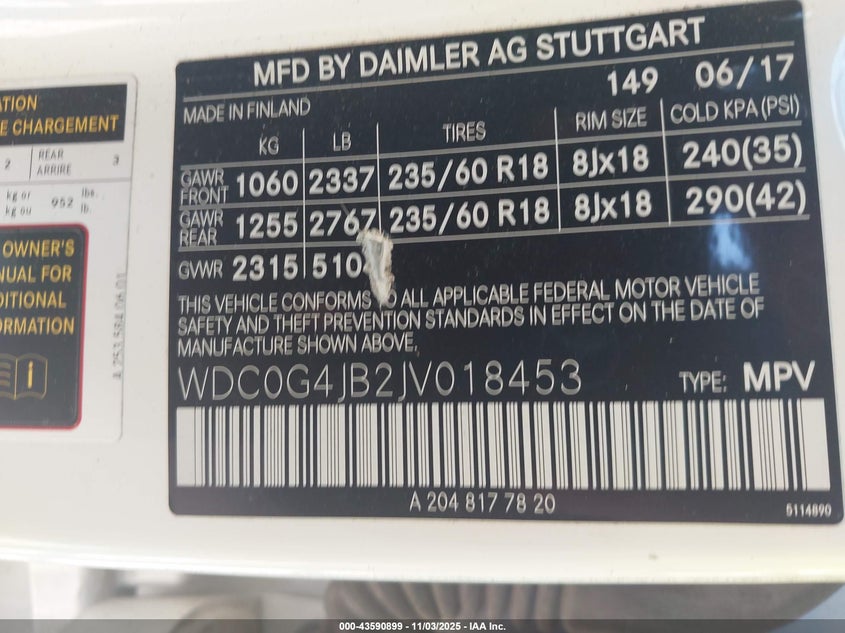 ATION
E CHARGEMENT
2 REAR ARRIERE 3
kg or kg ou 952 lbs. lb.
OWNER'S
NUAL FOR
DITIONAL
ORMATION
A 253 584 06 01
MFD BY DAIMLER AG STUTTGART
149 06/17
MADE IN FINLAND
KG LB TIRES RIM SIZE COLD KPA (PSI)
GAWR FRONT 1060 2337 235/60 R18 8Jx18 240(35)
GAWR REAR 1255 2767 235/60 R18 8Jx18 290(42)
GVWR 2315 510
THIS VEHICLE CONFORMS TO ALL APPLICABLE FEDERAL MOTOR VEHICLE
SAFETY AND THEFT PREVENTION STANDARDS IN EFFECT ON THE DATE OF
MANUFACTURE SHOWN ABOVE.
WDC0G4JB2JV018453 TYPE: MPV
A 204 817 78 20
5114890
000-43590899 - 11/03/2025 - IAA Inc.